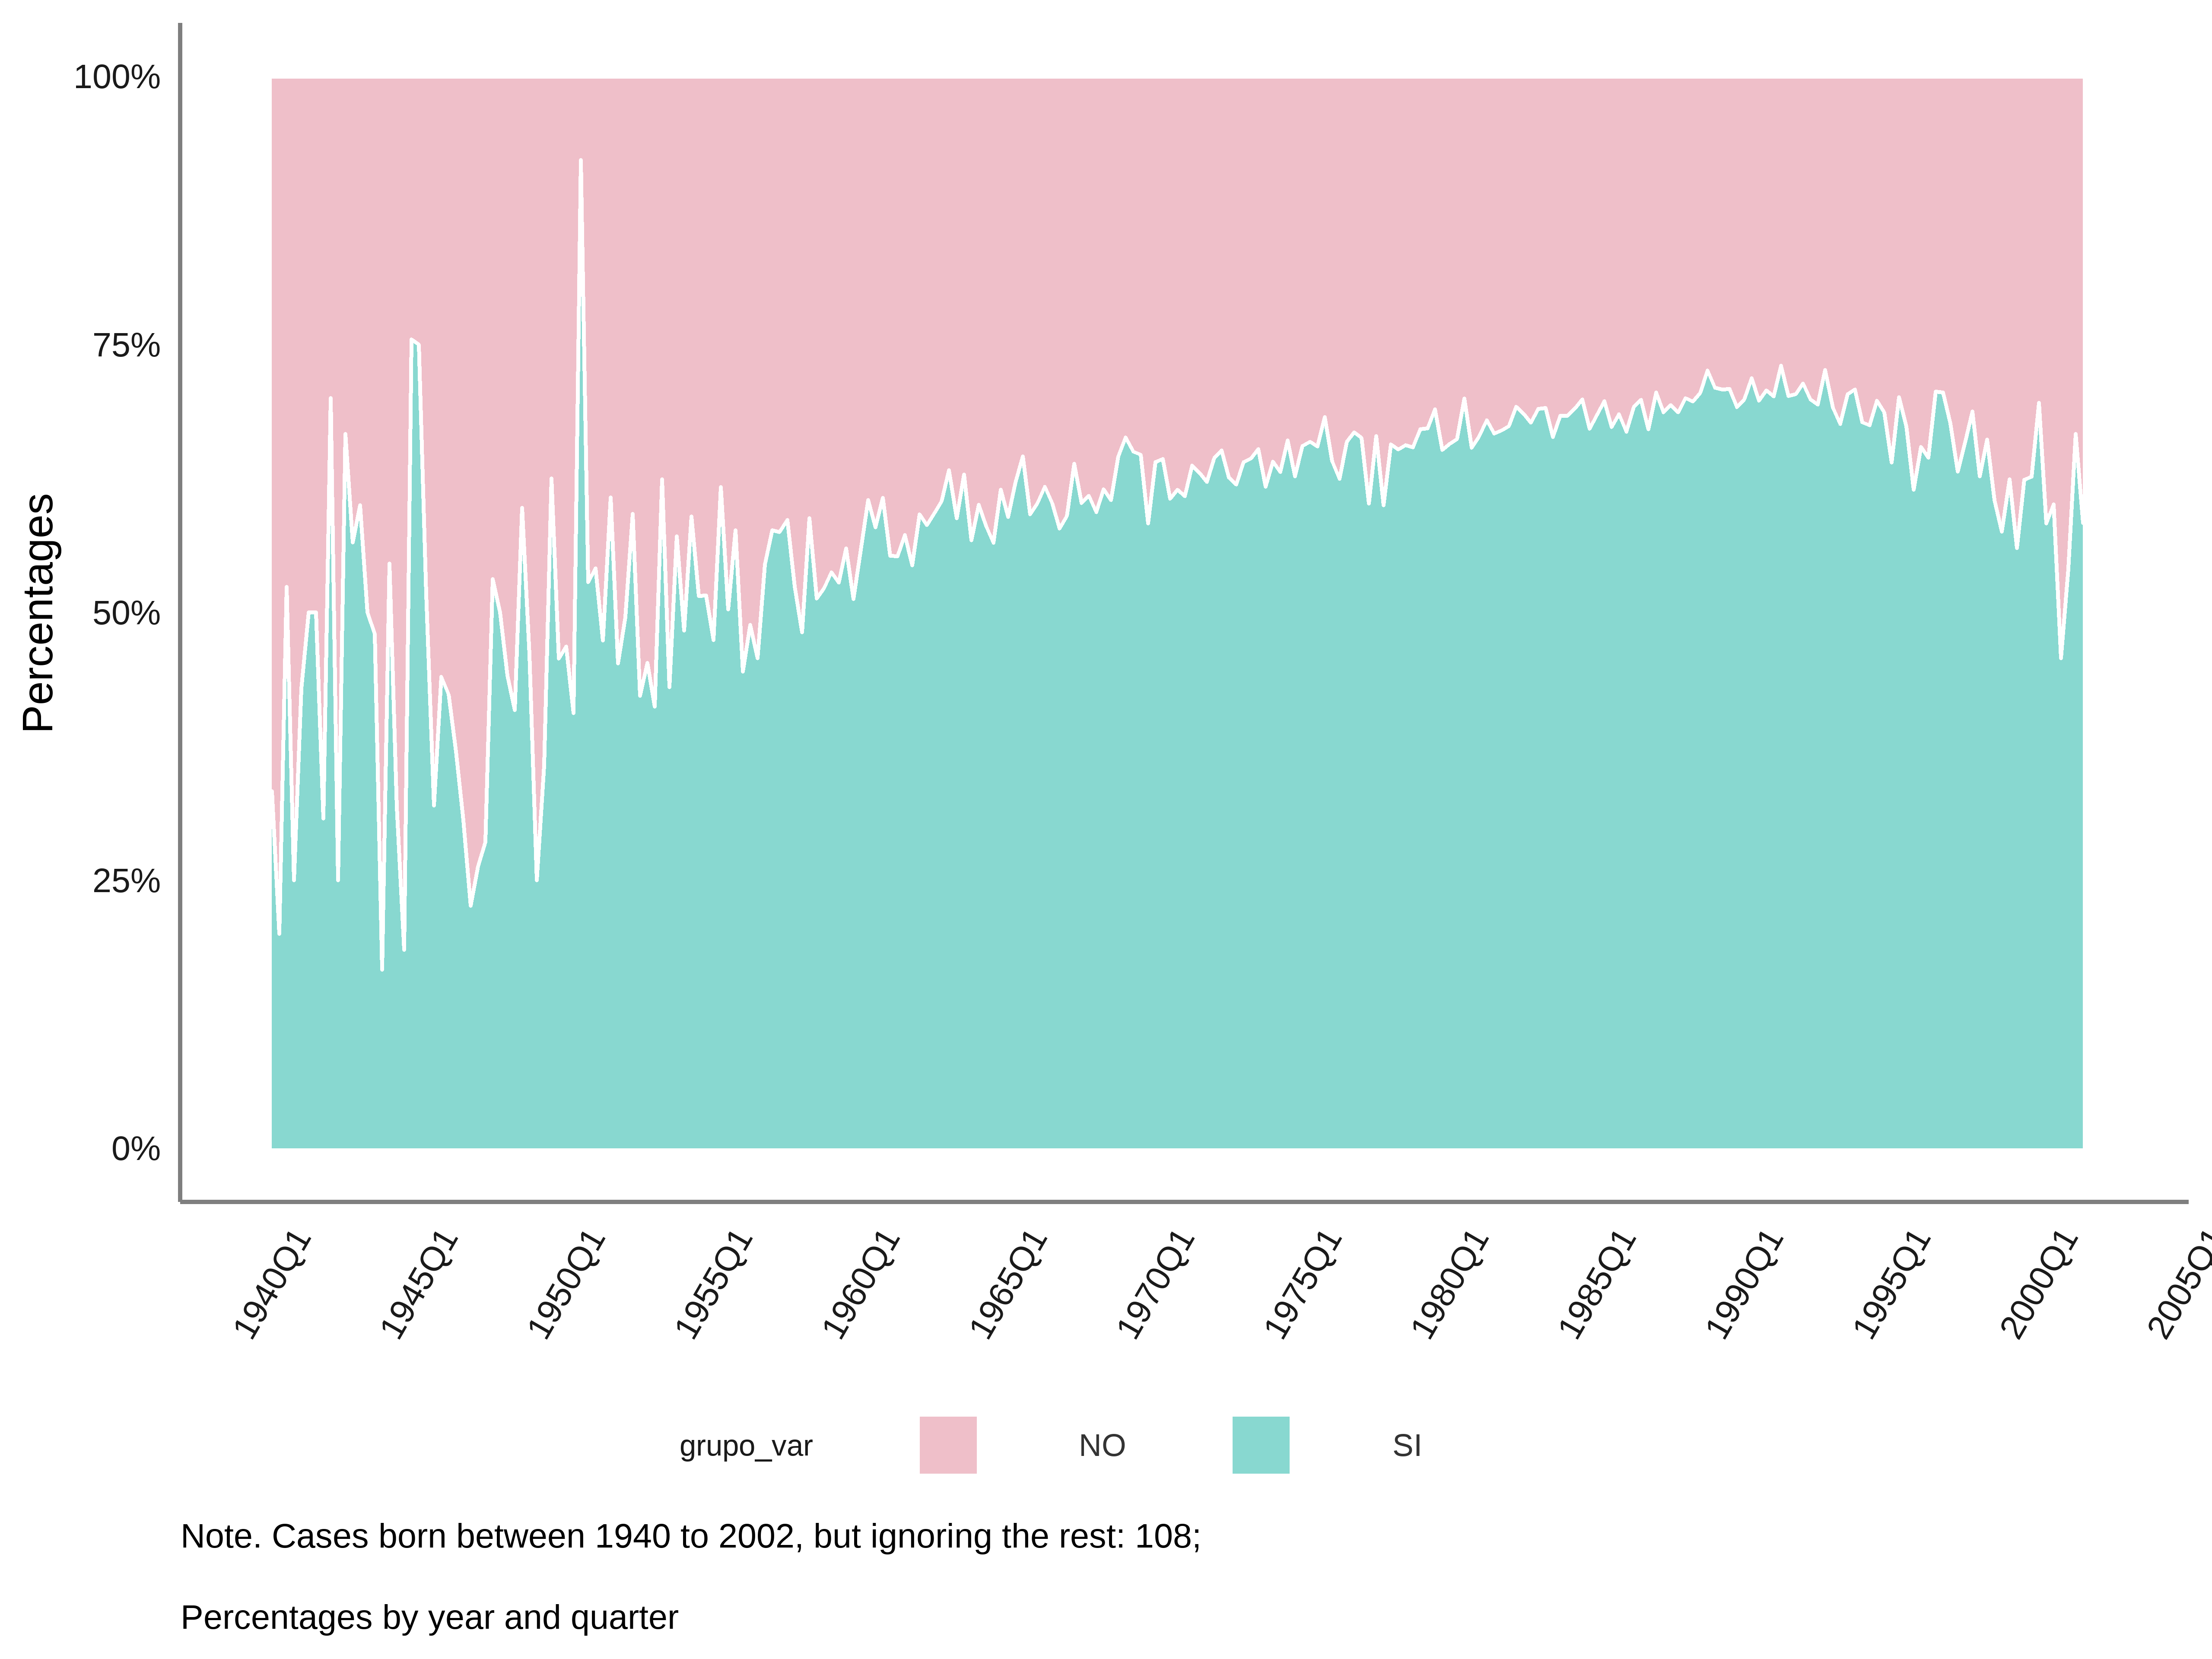 100%
75%
50%
25%
0%
Percentages
1940Q1
1945Q1
1950Q1
1955Q1
1960Q1
1965Q1
1970Q1
1975Q1
1980Q1
1985Q1
1990Q1
1995Q1
2000Q1
2005Q1
grupo_var NO SI
Note. Cases born between 1940 to 2002, but ignoring the rest: 108;
Percentages by year and quarter